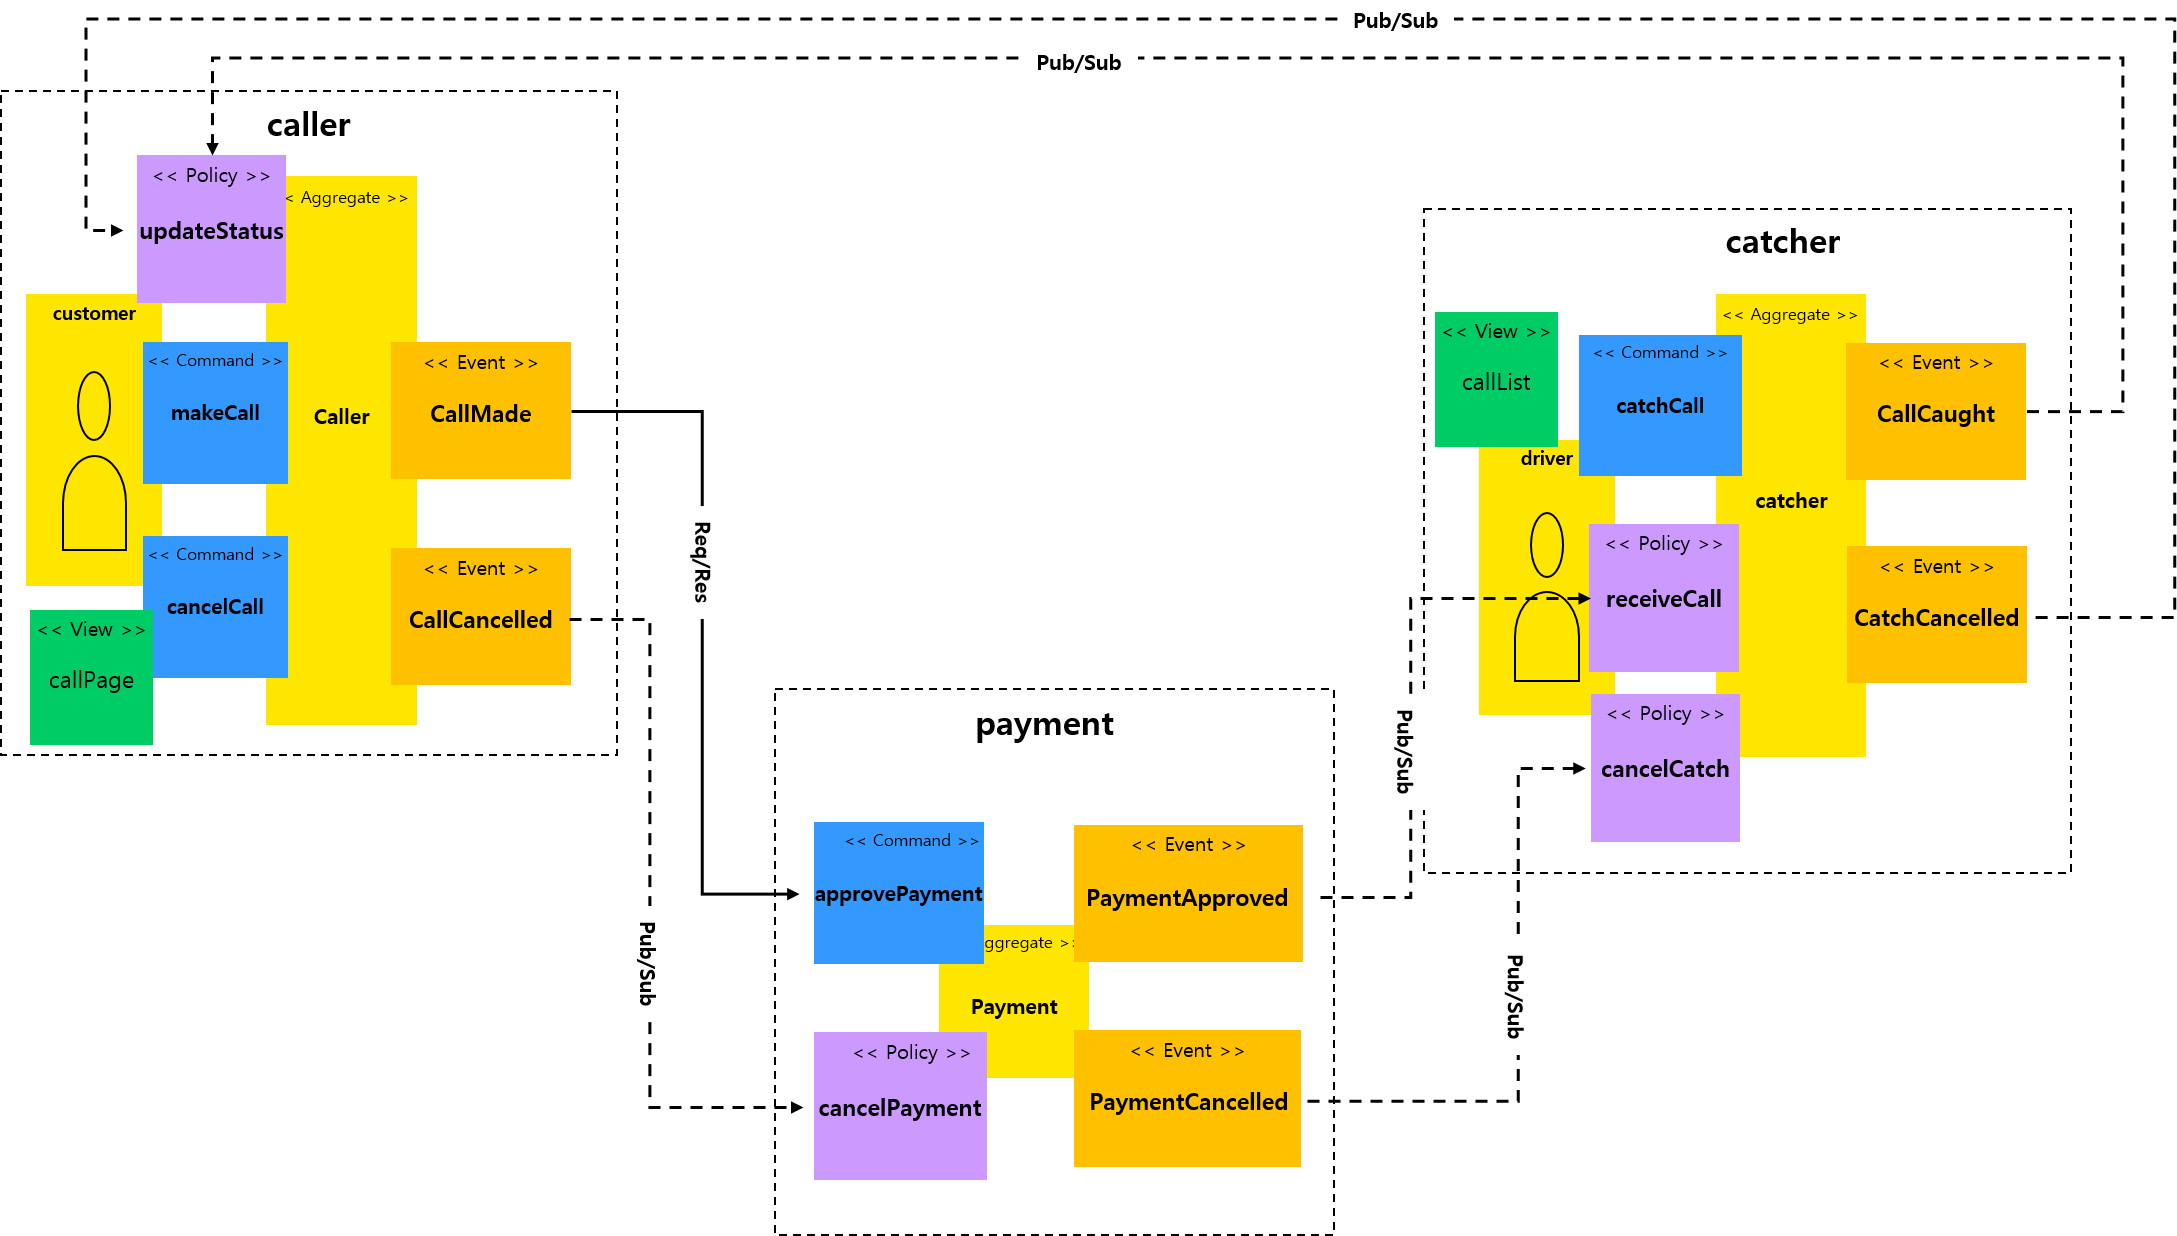 Pub/Sub
Pub/Sub
caller
<< Policy >>
updateStatus
< Aggregate >>
Caller
customer
<< Command >>
makeCall
<< Event >>
CallMade
<< Command >>
cancelCall
<< Event >>
CallCancelled
<< View >>
callPage
Req/Res
Pub/Sub
payment
<< Command >>
approvePayment
<< Event >>
PaymentApproved
ggregate >>
Payment
<< Policy >>
cancelPayment
<< Event >>
PaymentCancelled
Pub/Sub
Pub/Sub
catcher
<< View >>
callList
<< Command >>
catchCall
<< Aggregate >>
catcher
<< Event >>
CallCaught
driver
<< Policy >>
receiveCall
<< Event >>
CatchCancelled
<< Policy >>
cancelCatch